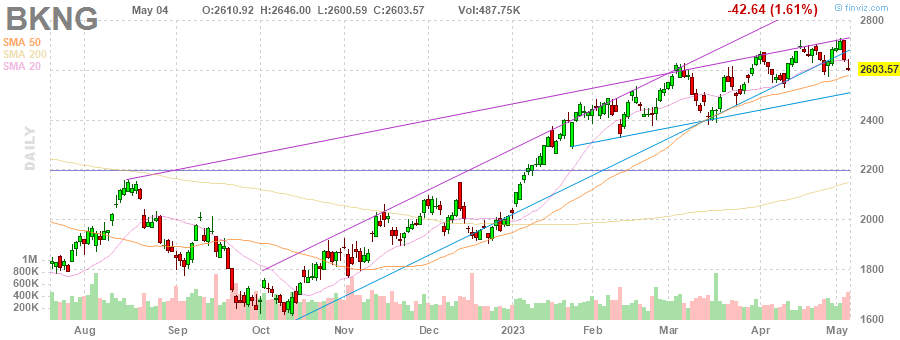 BKNG May 04 O:2610.92 H:2646.00 L:2600.59 C:2603.57 Vol:487.75K -42.64 (1.61%) © finviz.com
SMA 50
SMA 200
SMA 20
DAILY
2800
2603.57
2400
2200
2000
1800
1600
1M
800K
600K
400K
200K
Aug Sep Oct Nov Dec 2023 Feb Mar Apr May